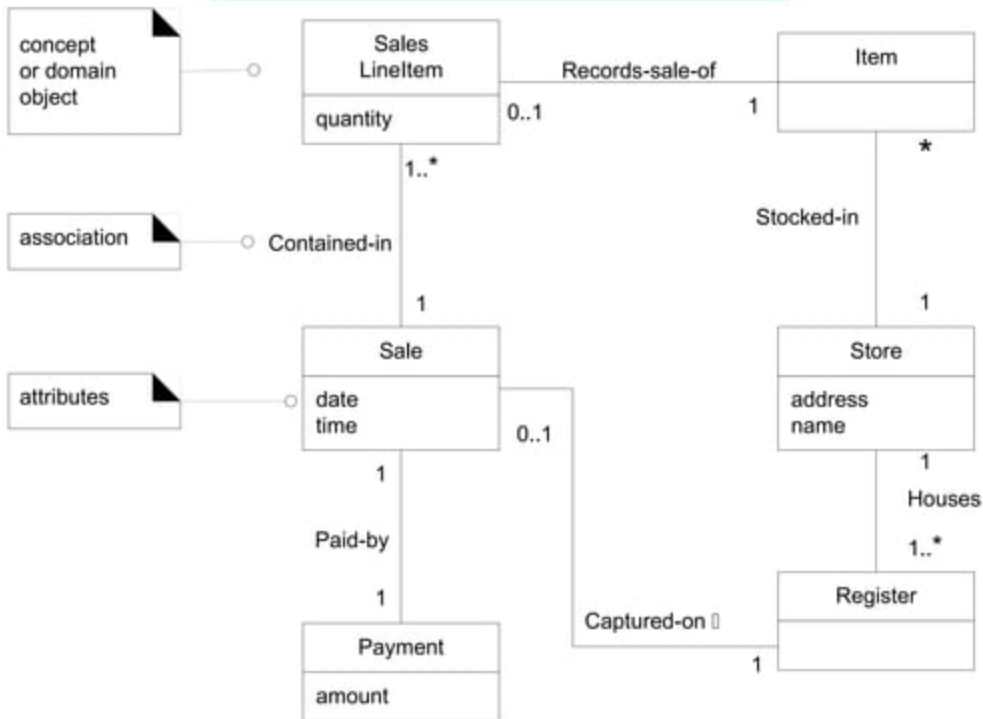 concept
or domain
object
Sales
LineItem
quantity
Records-sale-of
0..1
1
Item
1..*
*
association
Contained-in
Stocked-in
1
1
Sale
date
time
Store
address
name
attributes
0..1
1
1
Houses
Paid-by
1..*
1
Register
Captured-on
1
Payment
amount